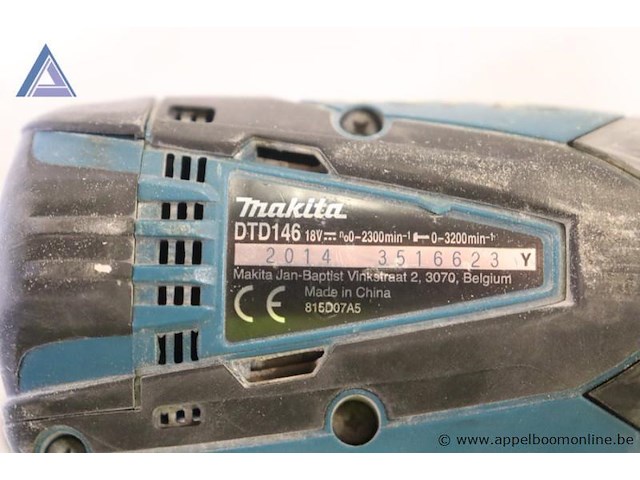 makita
DTD146 18V⎓ n₀0-2300min⁻¹ 0-3200min⁻¹
2014 3516623 Y
Makita Jan-Baptist Vinkstraat 2, 3070, Belgium
CE Made in China
815D07A5
© www.appelboomonline.be